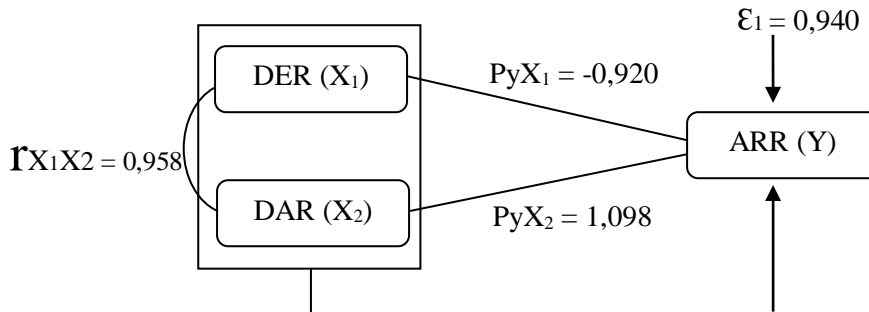 ε₁ = 0,940
DER (X₁)
PyX₁ = -0,920
ARR (Y)
rX₁X2 = 0,958
DAR (X₂)
PyX₂ = 1,098